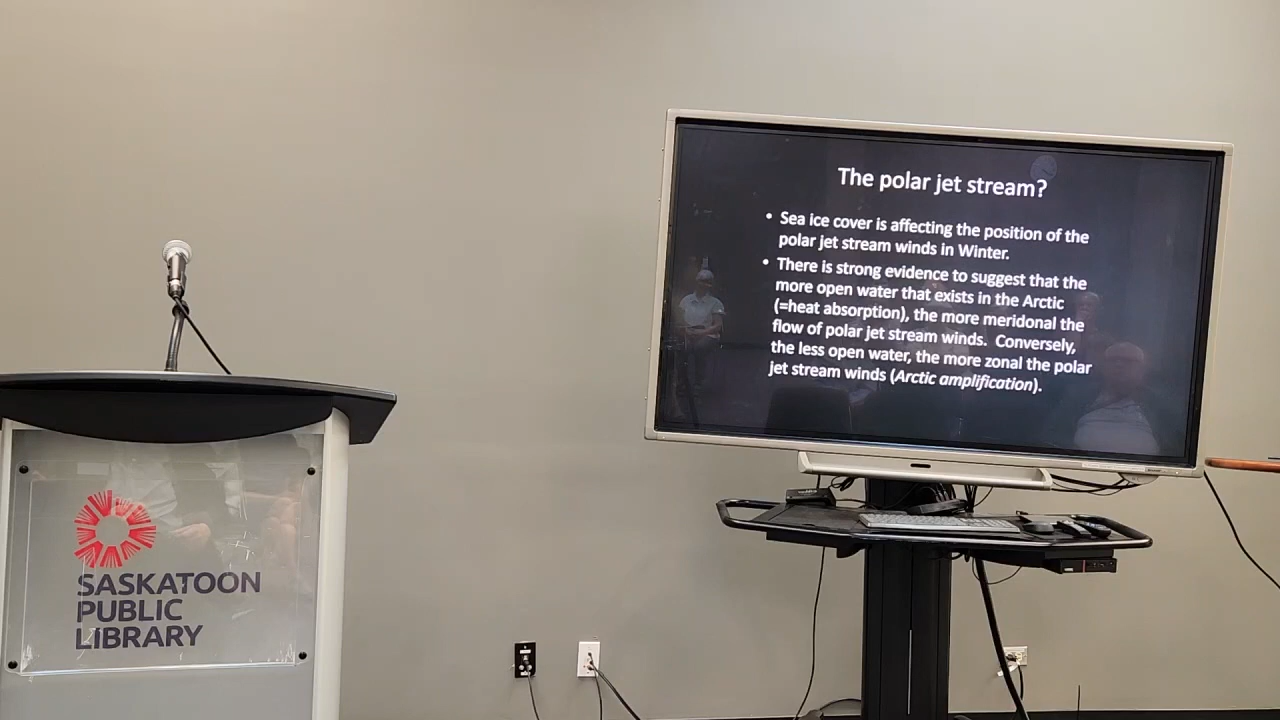 The polar jet stream?
• Sea ice cover is affecting the position of the
polar jet stream winds in Winter.
• There is strong evidence to suggest that the
more open water that exists in the Arctic
(=heat absorption), the more meridonal the
flow of polar jet stream winds. Conversely,
the less open water, the more zonal the polar
jet stream winds (Arctic amplification).
SASKATOON
PUBLIC
LIBRARY